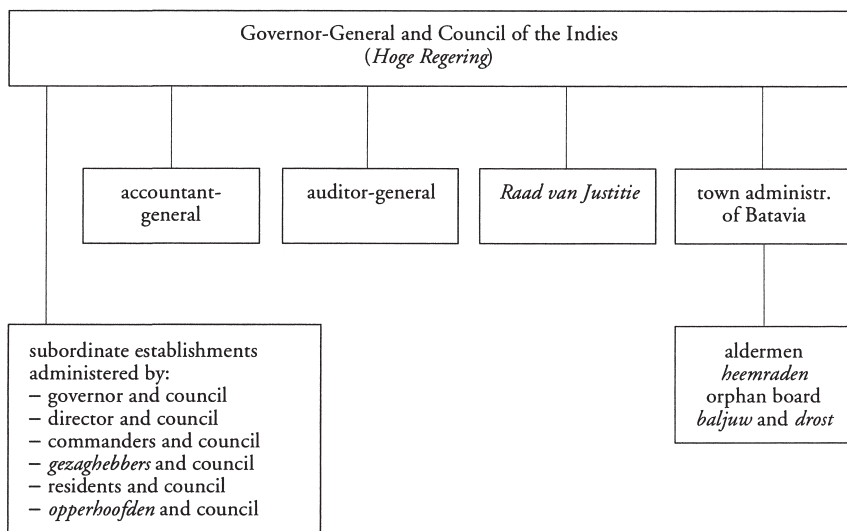 Governor-General and Council of the Indies
(Hoge Regering)
accountant-
general
auditor-general
Raad van Justitie
town administr.
of Batavia
subordinate establishments
administered by:
– governor and council
– director and council
– commanders and council
– gezaghebbers and council
– residents and council
– opperhoofden and council
aldermen
heemraden
orphan board
baljuw and drost